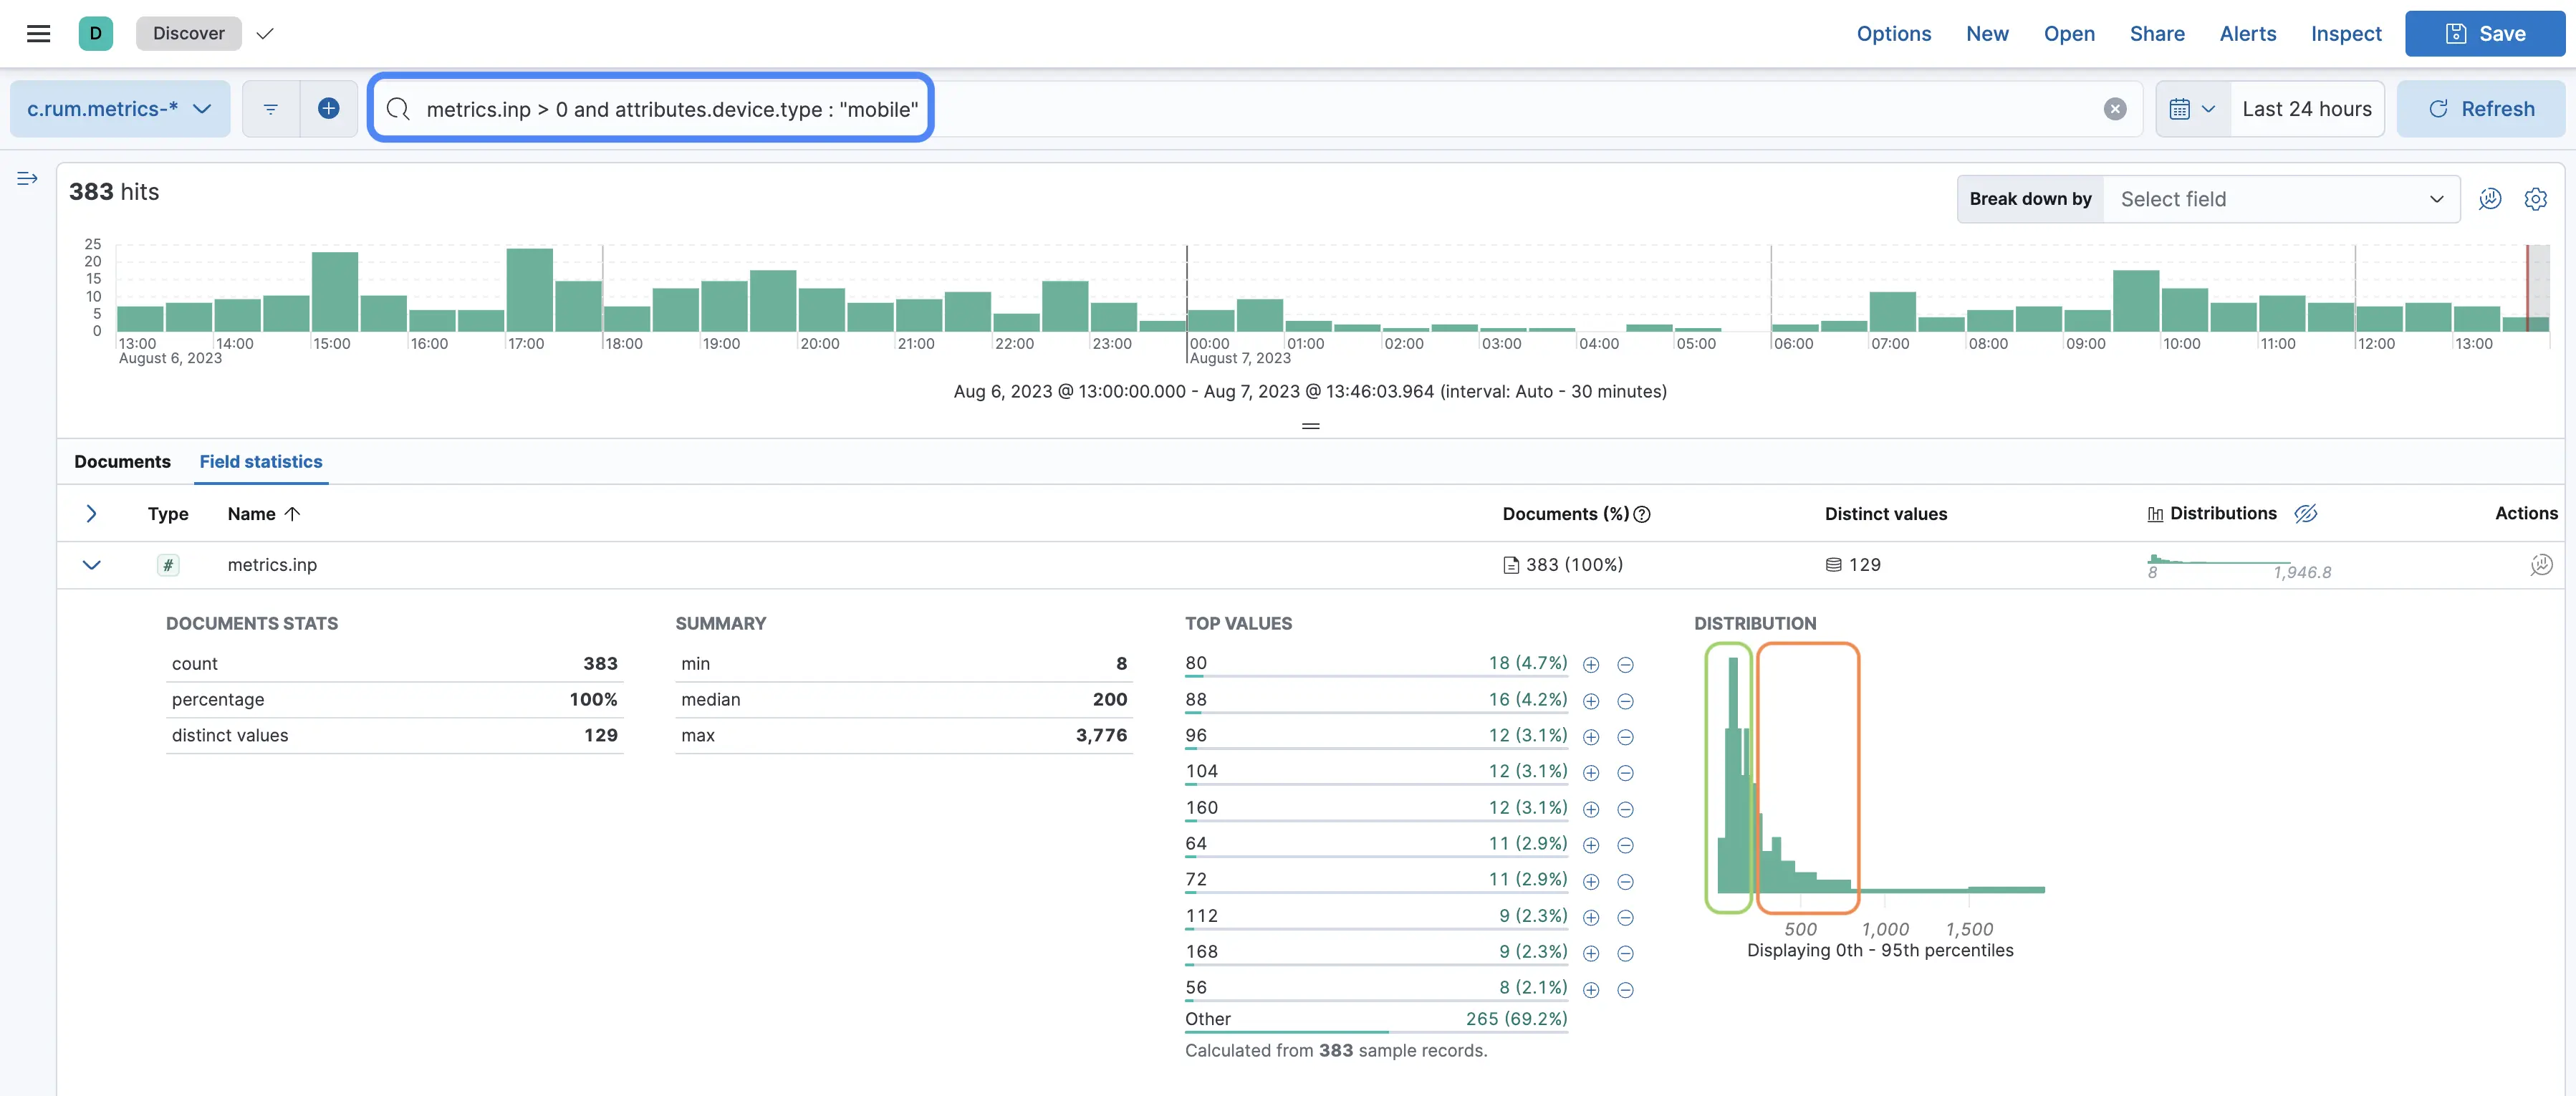 D Discover Options New Open Share Alerts Inspect Save
c.rum.metrics-* metrics.inp > 0 and attributes.device.type : "mobile" Last 24 hours Refresh
383 hits Break down by Select field
25
20
15
10
5
0
13:00 14:00 15:00 16:00 17:00 18:00 19:00 20:00 21:00 22:00 23:00 00:00 01:00 02:00 03:00 04:00 05:00 06:00 07:00 08:00 09:00 10:00 11:00 12:00 13:00
August 6, 2023 August 7, 2023
Aug 6, 2023 @ 13:00:00.000 - Aug 7, 2023 @ 13:46:03.964 (interval: Auto - 30 minutes)
Documents Field statistics
Type Name Documents (%) Distinct values Distributions Actions
# metrics.inp 383 (100%) 129 8 1,946.8
DOCUMENTS STATS
count 383
percentage 100%
distinct values 129
SUMMARY
min 8
median 200
max 3,776
TOP VALUES
80 18 (4.7%)
88 16 (4.2%)
96 12 (3.1%)
104 12 (3.1%)
160 12 (3.1%)
64 11 (2.9%)
72 11 (2.9%)
112 9 (2.3%)
168 9 (2.3%)
56 8 (2.1%)
Other 265 (69.2%)
Calculated from 383 sample records.
DISTRIBUTION
500 1,000 1,500
Displaying 0th - 95th percentiles